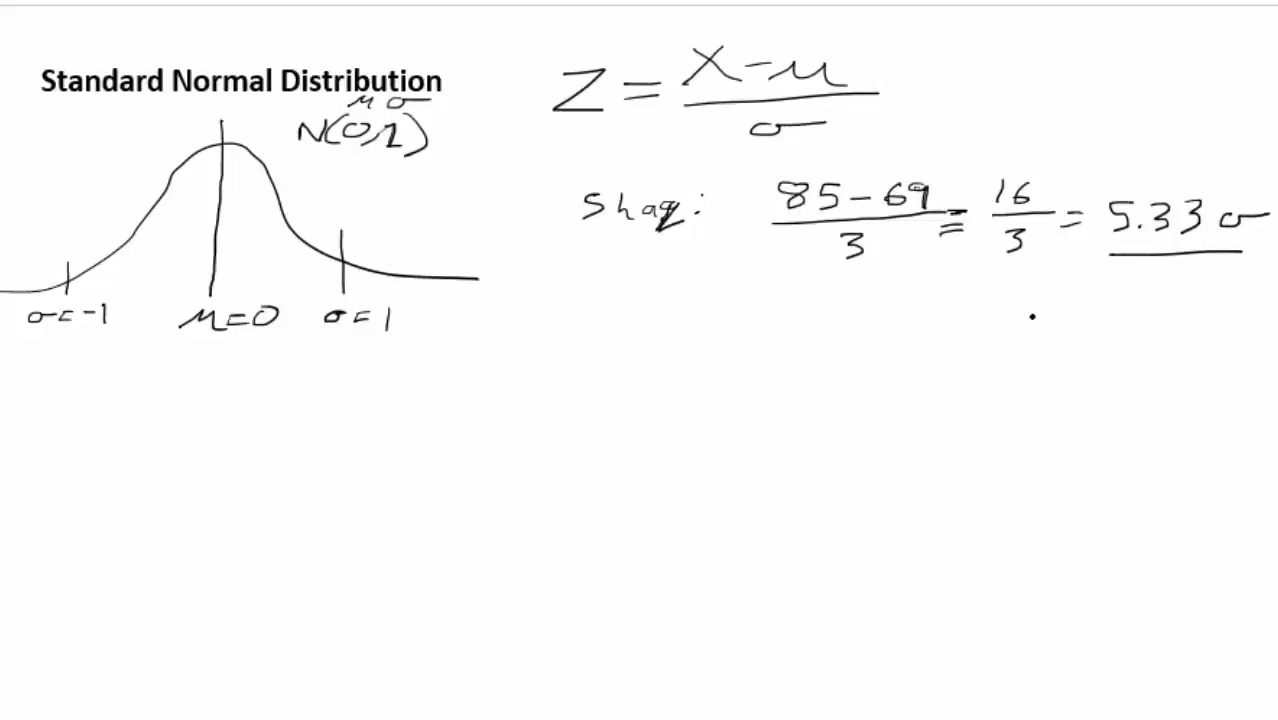 Standard Normal Distribution
μ σ
N(0,1)
Z = X - μ / σ
Shaq: 85 - 69 / 3 = 16 / 3 = 5.33 σ
σ = -1 μ = 0 σ = 1